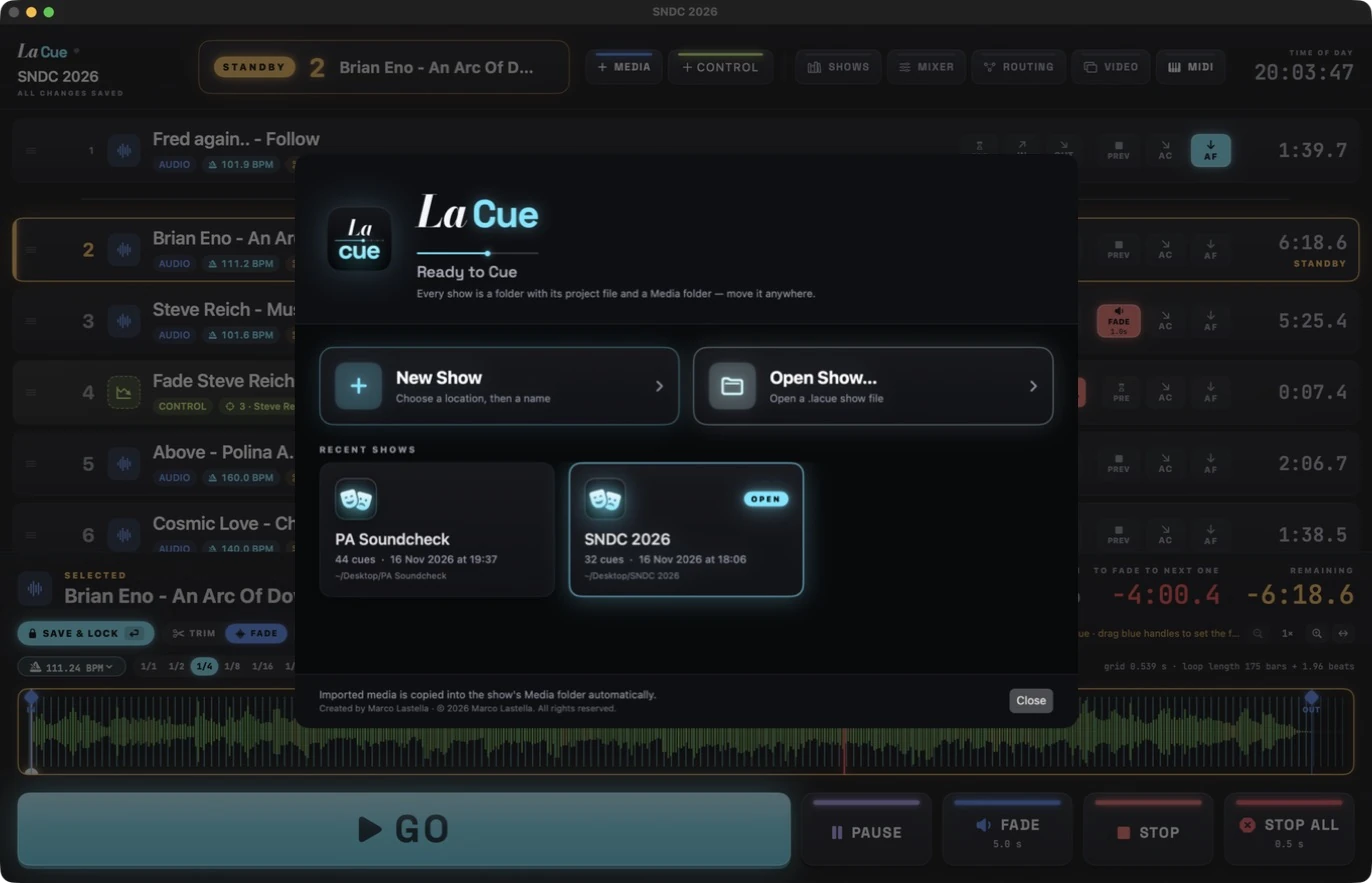 SNDC 2026
La Cue
SNDC 2026
ALL CHANGES SAVED
STANDBY 2 Brian Eno - An Arc Of D...
+ MEDIA
+ CONTROL
SHOWS
MIXER
ROUTING
VIDEO
MIDI
TIME OF DAY
20:03:47
1 Fred again.. - Follow
AUDIO 101.9 BPM
PREV AC AF 1:39.7
2 Brian Eno - An Ar
AUDIO 111.2 BPM
PREV AC AF 6:18.6
STANDBY
3 Steve Reich - Mu
AUDIO 101.6 BPM
FADE 1.0s AC AF 5:25.4
4 Fade Steve Reich
CONTROL 3 · Steve Re
PRE AC AF 0:07.4
5 Above - Polina A.
AUDIO 160.0 BPM
PREV AC AF 2:06.7
6 Cosmic Love - Ch
AUDIO 140.0 BPM
PREV AC AF 1:38.5
La cue
La Cue
Ready to Cue
Every show is a folder with its project file and a Media folder — move it anywhere.
New Show
Choose a location, then a name
Open Show...
Open a .lacue show file
RECENT SHOWS
PA Soundcheck
44 cues · 16 Nov 2026 at 19:37
~/Desktop/PA Soundcheck
OPEN
SNDC 2026
32 cues · 16 Nov 2026 at 18:06
~/Desktop/SNDC 2026
Imported media is copied into the show's Media folder automatically.
Created by Marco Lastella · © 2026 Marco Lastella. All rights reserved.
Close
SELECTED
Brian Eno - An Arc Of Do
TO FADE TO NEXT ONE
-4:00.4
REMAINING
-6:18.6
SAVE & LOCK
TRIM
FADE
ue · drag blue handles to set the f...
1×
111.24 BPM
1/1 1/2 1/4 1/8 1/16
grid 0.539 s · loop length 175 bars + 1.96 beats
OUT
GO
PAUSE
FADE
5.0 s
STOP
STOP ALL
0.5 s